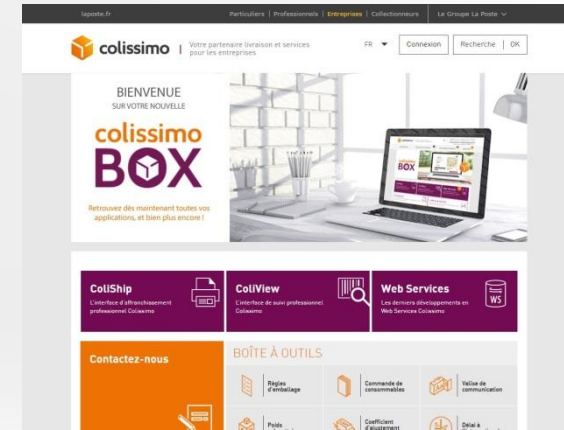 laposte.fr
Particuliers | Professionnels | Entreprises | Collectionneurs
Le Groupe La Poste
colissimo
Votre partenaire livraison et services
pour les entreprises
FR
Connexion
Recherche | OK
BIENVENUE
SUR VOTRE NOUVELLE
colissimo
BOX
Retrouvez dès maintenant toutes vos
applications, et bien plus encore !
colissimo
BOX
ColiShip
L'interface d'affranchissement
professionnel Colissimo
ColiView
L'interface de suivi professionnel
Colissimo
Web Services
Les derniers développements en
Web Services Colissimo
WS
Contactez-nous
BOÎTE À OUTILS
Règles
d'emballage
Commande de
consommables
Valise de
communication
Poids
Coefficient
d'ajustement
Délai à